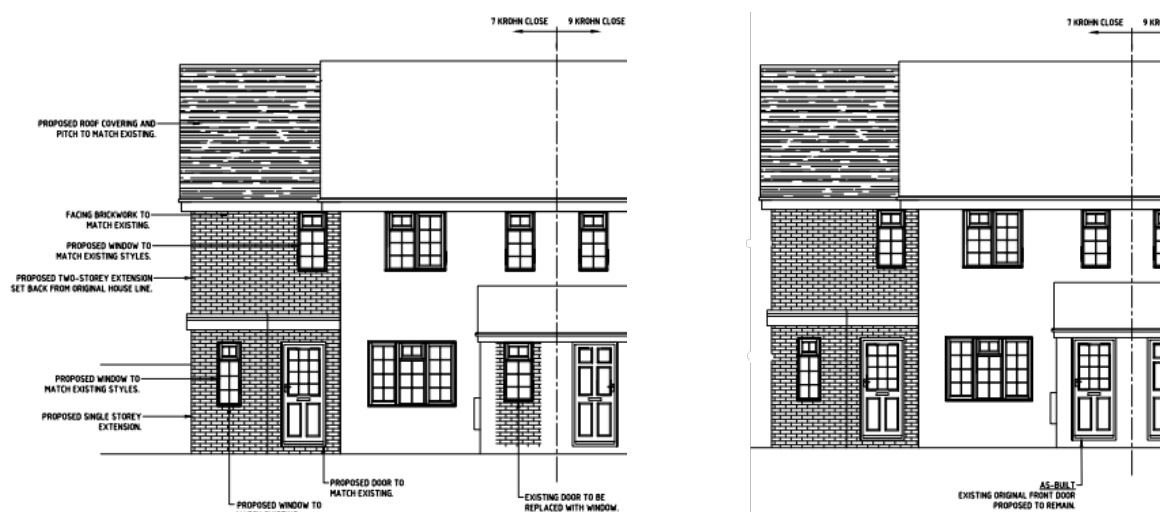 7 KROHN CLOSE
9 KROHN CLOSE
PROPOSED ROOF COVERING AND
PITCH TO MATCH EXISTING.
FACING BRICKWORK TO
MATCH EXISTING.
PROPOSED WINDOW TO
MATCH EXISTING STYLES.
PROPOSED TWO-STOREY EXTENSION
SET BACK FROM ORIGINAL HOUSE LINE.
PROPOSED WINDOW TO
MATCH EXISTING STYLES.
PROPOSED SINGLE STOREY
EXTENSION.
PROPOSED WINDOW TO
PROPOSED DOOR TO
MATCH EXISTING.
EXISTING DOOR TO BE
REPLACED WITH WINDOW.
7 KROHN CLOSE
9 KRO
AS-BUILT
EXISTING ORIGINAL FRONT DOOR
PROPOSED TO REMAIN.